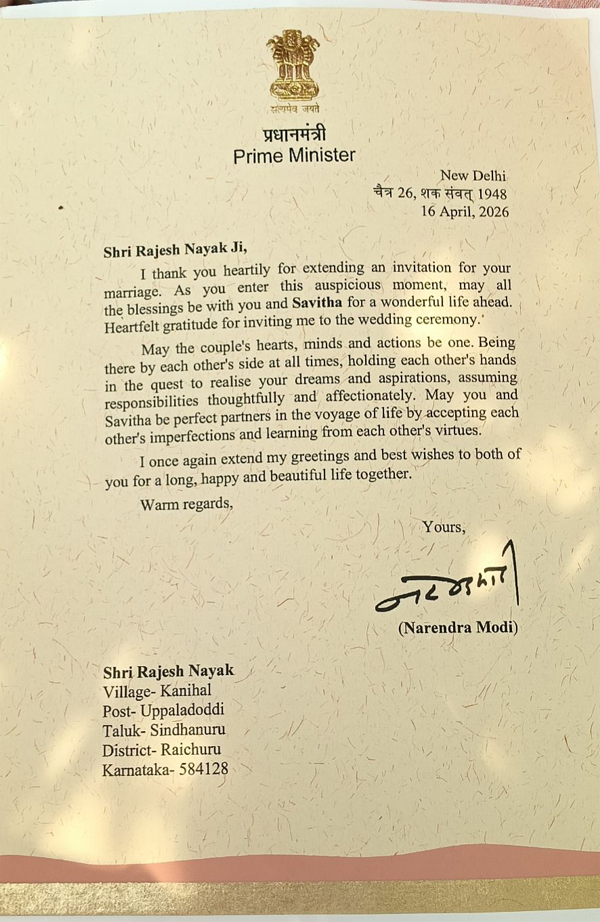 सत्यमेव जयते
प्रधानमंत्री
Prime Minister
New Delhi
चैत्र 26, शक संवत् 1948
16 April, 2026
Shri Rajesh Nayak Ji,
I thank you heartily for extending an invitation for your
marriage. As you enter this auspicious moment, may all
the blessings be with you and Savitha for a wonderful life ahead.
Heartfelt gratitude for inviting me to the wedding ceremony.
May the couple's hearts, minds and actions be one. Being
there by each other's side at all times, holding each other's hands
in the quest to realise your dreams and aspirations, assuming
responsibilities thoughtfully and affectionately. May you and
Savitha be perfect partners in the voyage of life by accepting each
other's imperfections and learning from each other's virtues.
I once again extend my greetings and best wishes to both of
you for a long, happy and beautiful life together.
Warm regards,
Yours,
(Narendra Modi)
Shri Rajesh Nayak
Village- Kanihal
Post- Uppaladoddi
Taluk- Sindhanuru
District- Raichuru
Karnataka- 584128